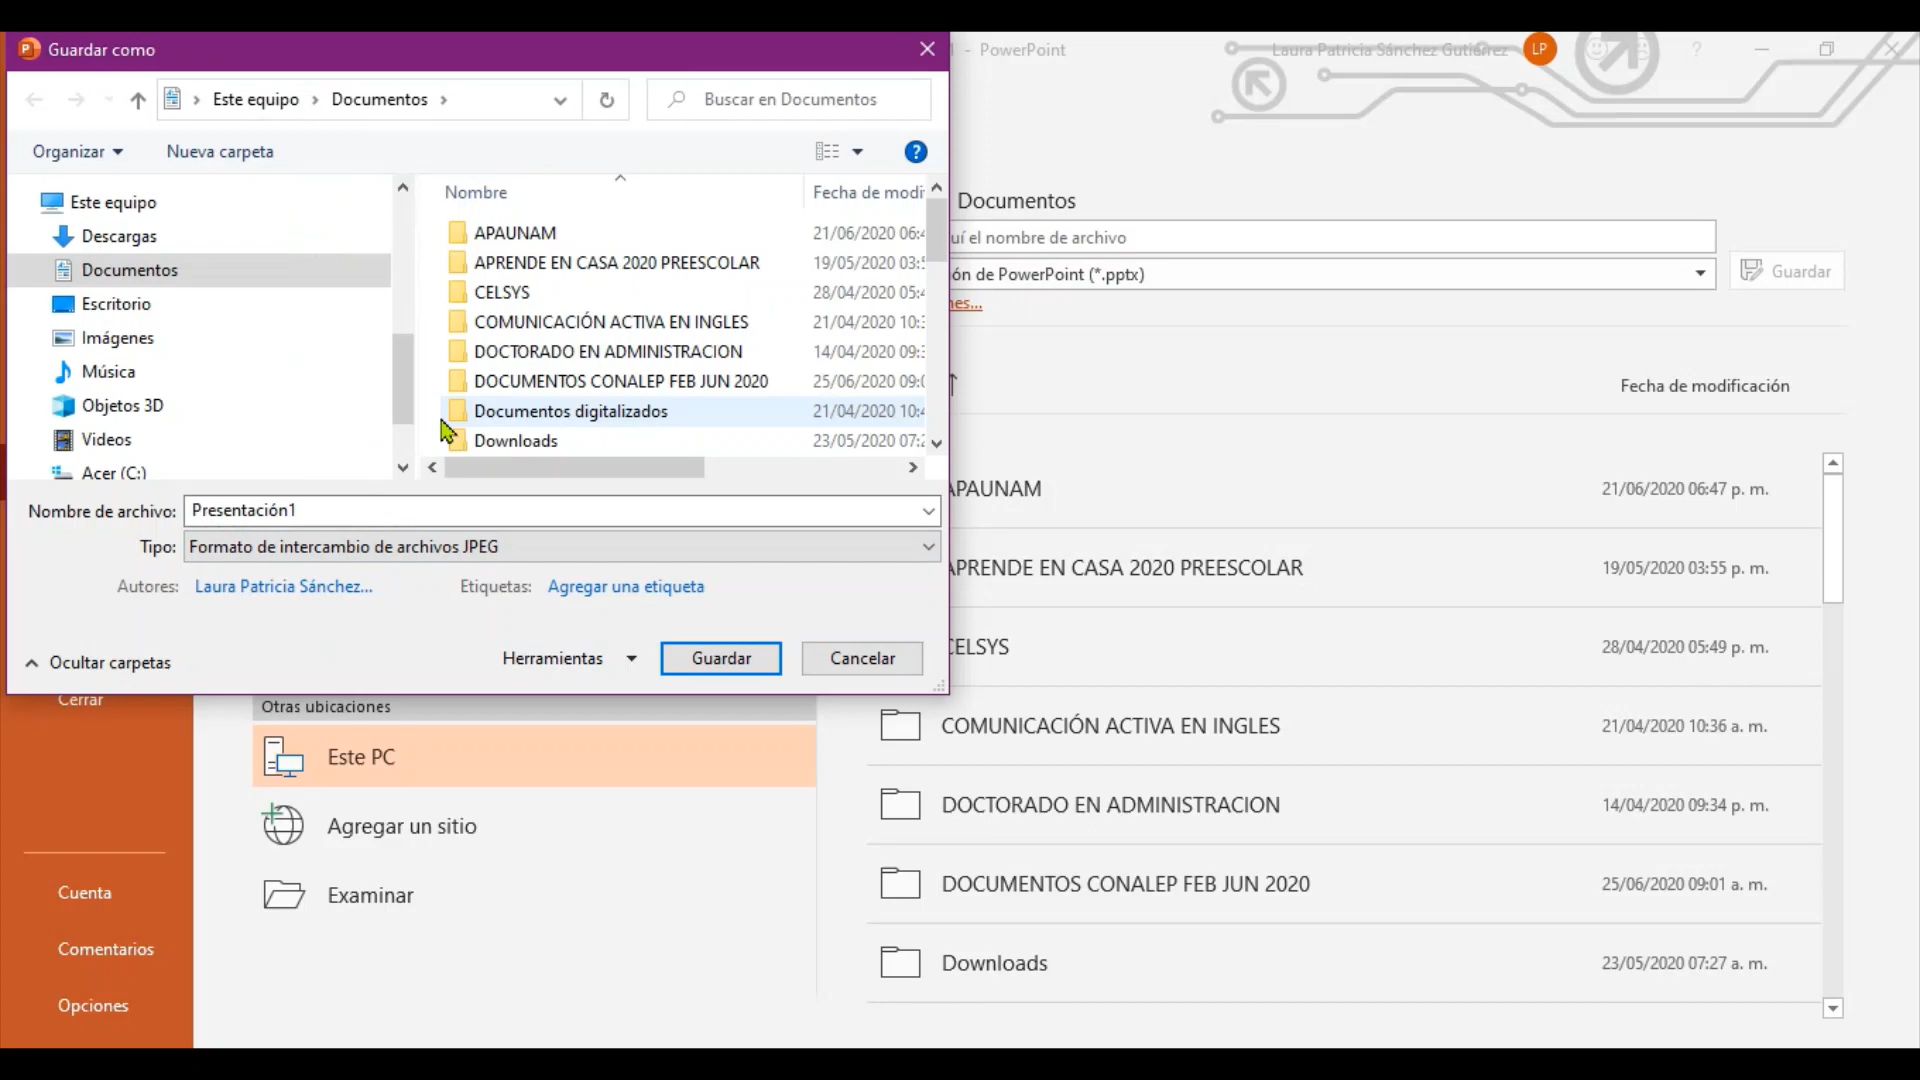 Guardar como
- PowerPoint
Laura Patricia Sánchez Gutiérrez
LP
Este equipo > Documentos >
Buscar en Documentos
Organizar
Nueva carpeta
Este equipo
Descargas
Documentos
Escritorio
Imágenes
Música
Objetos 3D
Videos
Acer (C:)
Nombre
Fecha de modi
APAUNAM 21/06/2020 06:4
APRENDE EN CASA 2020 PREESCOLAR 19/05/2020 03:5
CELSYS 28/04/2020 05:4
COMUNICACIÓN ACTIVA EN INGLES 21/04/2020 10:3
DOCTORADO EN ADMINISTRACION 14/04/2020 09:3
DOCUMENTOS CONALEP FEB JUN 2020 25/06/2020 09:0
Documentos digitalizados 21/04/2020 10:4
Downloads 23/05/2020 07:2
Nombre de archivo: Presentación1
Tipo: Formato de intercambio de archivos JPEG
Autores: Laura Patricia Sánchez...
Etiquetas: Agregar una etiqueta
Ocultar carpetas
Herramientas
Guardar
Cancelar
Cerrar
Cuenta
Comentarios
Opciones
Otras ubicaciones
Este PC
Agregar un sitio
Examinar
Documentos
uí el nombre de archivo
ón de PowerPoint (*.pptx)
Guardar
nes...
Fecha de modificación
APAUNAM 21/06/2020 06:47 p. m.
APRENDE EN CASA 2020 PREESCOLAR 19/05/2020 03:55 p. m.
CELSYS 28/04/2020 05:49 p. m.
COMUNICACIÓN ACTIVA EN INGLES 21/04/2020 10:36 a. m.
DOCTORADO EN ADMINISTRACION 14/04/2020 09:34 p. m.
DOCUMENTOS CONALEP FEB JUN 2020 25/06/2020 09:01 a. m.
Downloads 23/05/2020 07:27 a. m.